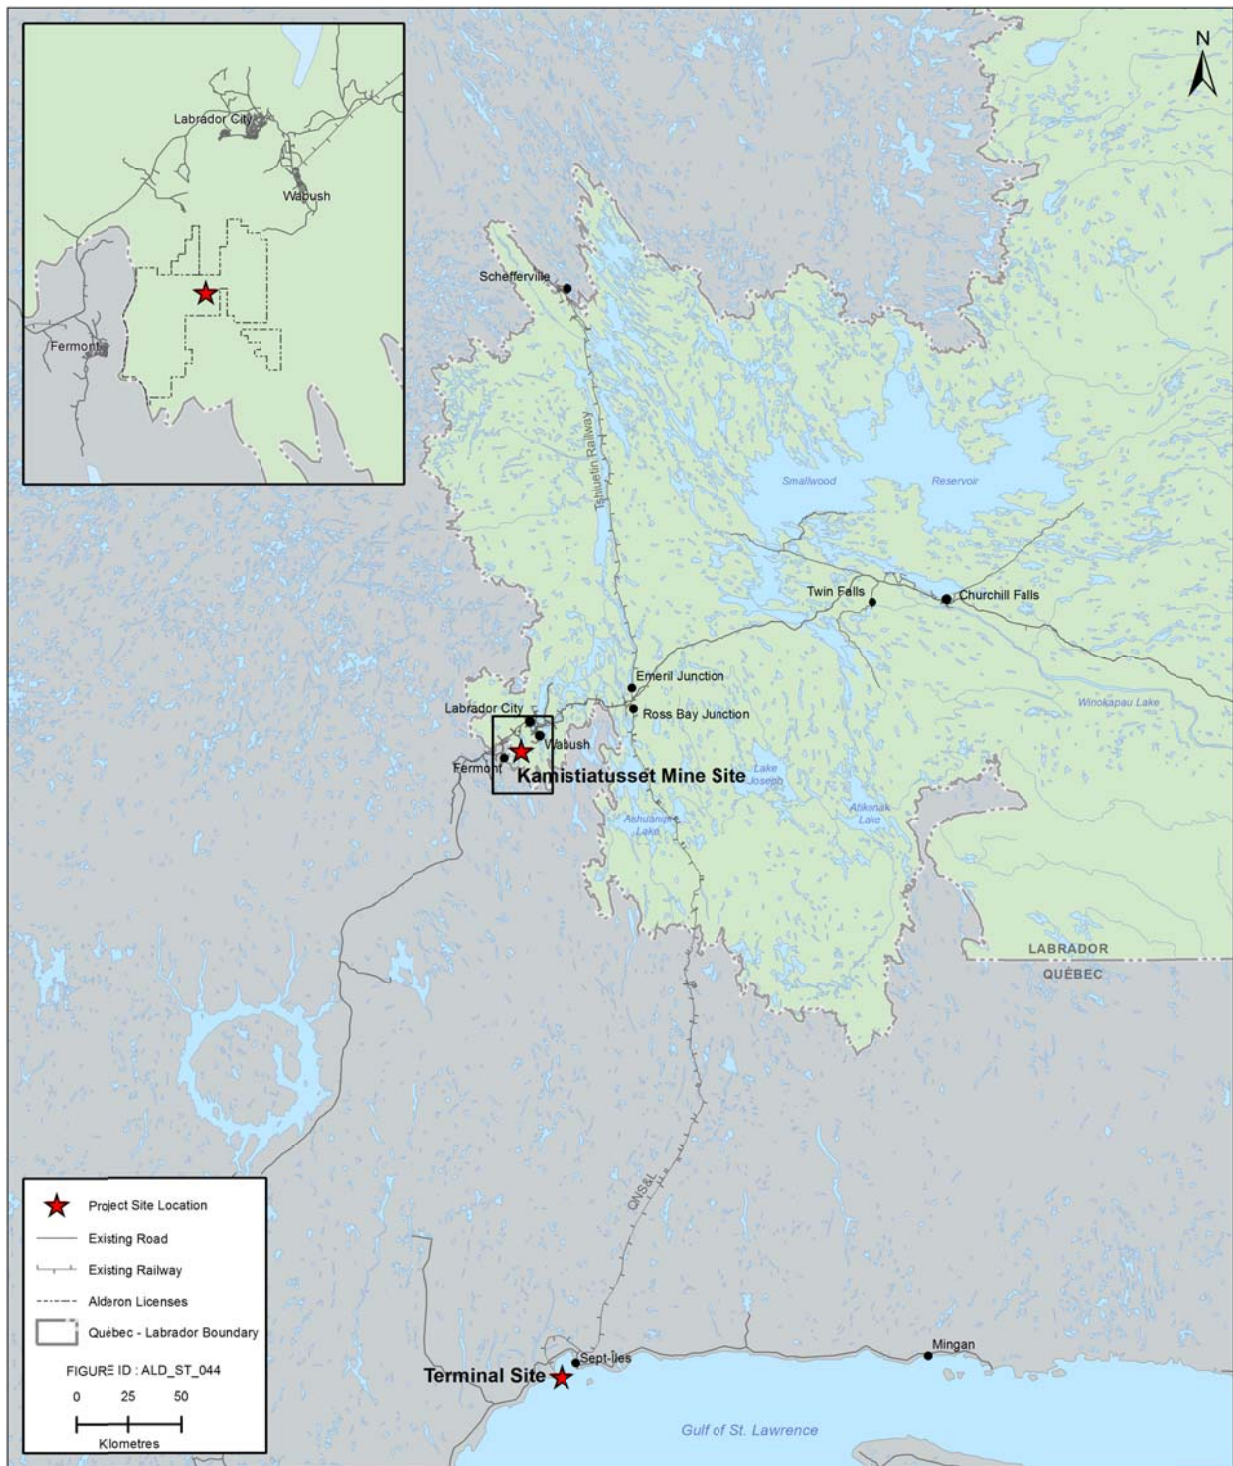 N
Labrador City
Wabush
Fermont
Schefferville
Tshiuetin Railway
Smallwood
Reservoir
Twin Falls
Churchill Falls
Emeril Junction
Winokapau Lake
Labrador City
Ross Bay Junction
Wabush
Fermont
Kamistiatusset Mine Site
Lake
Joseph
Ashuanipi
Lake
Atikonak
Lake
LABRADOR
QUÉBEC
QNS&L
Project Site Location
Existing Road
Existing Railway
Alderon Licenses
Québec - Labrador Boundary
FIGURE ID : ALD_ST_044
0 25 50
Kilometres
Sept-Îles
Mingan
Terminal Site
Gulf of St. Lawrence